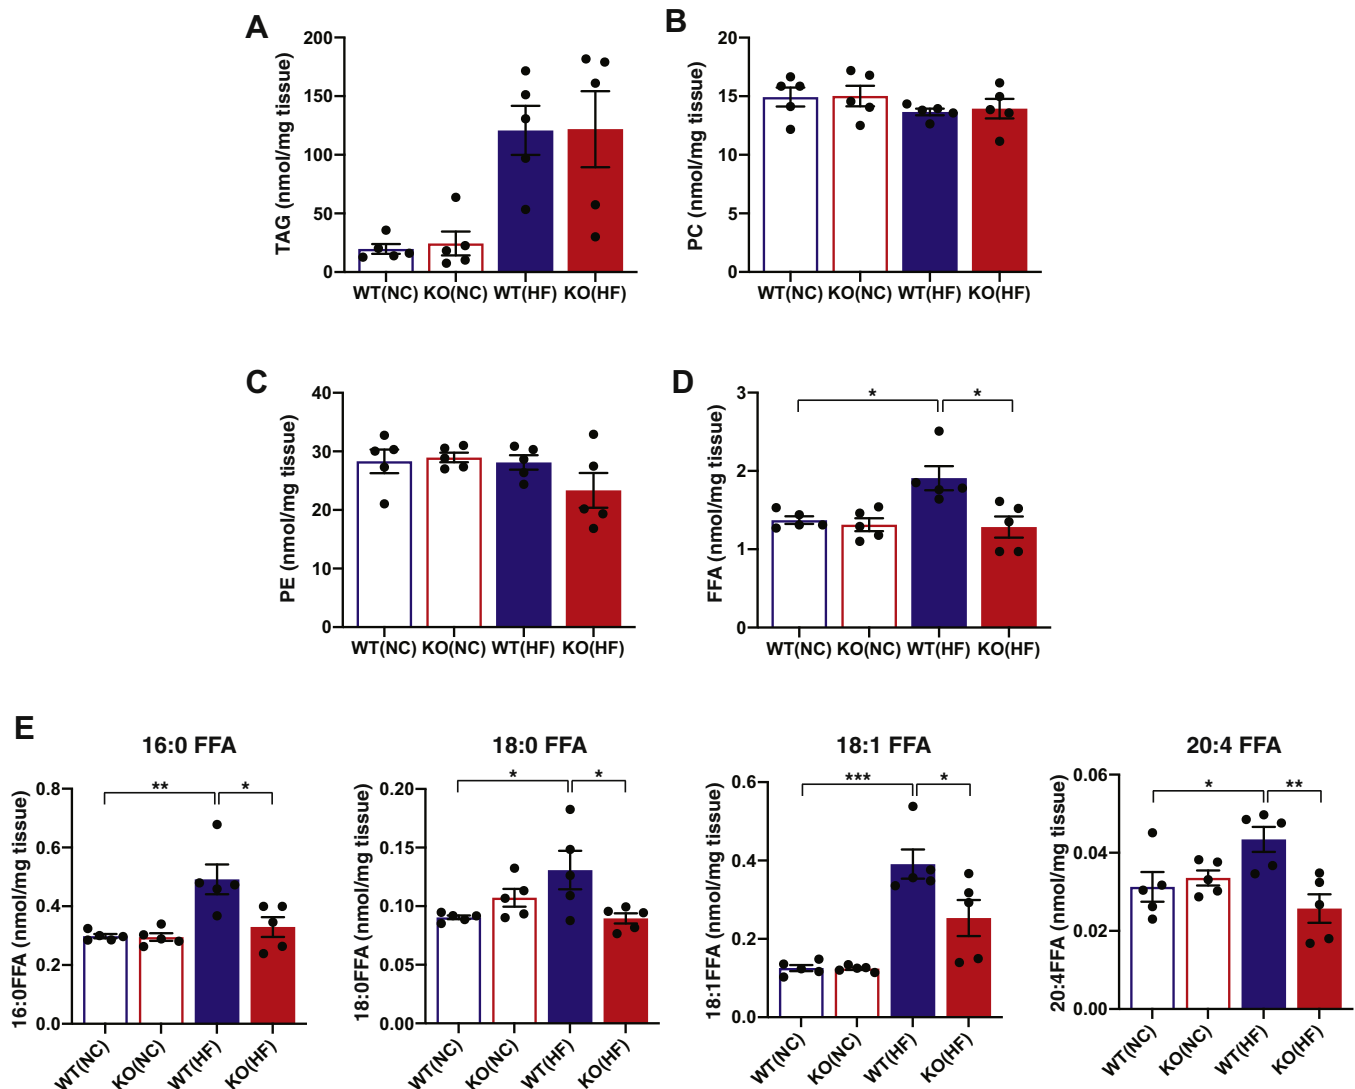 A
TAG (nmol/mg tissue)
200
150
100
50
0
WT(NC) KO(NC) WT(HF) KO(HF)
B
PC (nmol/mg tissue)
20
15
10
5
0
WT(NC) KO(NC) WT(HF) KO(HF)
C
PE (nmol/mg tissue)
40
30
20
10
0
WT(NC) KO(NC) WT(HF) KO(HF)
D
FFA (nmol/mg tissue)
3
2
1
0
* *
WT(NC) KO(NC) WT(HF) KO(HF)
E
16:0 FFA
16:0FFA (nmol/mg tissue)
0.8
0.6
0.4
0.2
0.0
** *
WT(NC) KO(NC) WT(HF) KO(HF)
18:0 FFA
18:0FFA (nmol/mg tissue)
0.20
0.15
0.10
0.05
0.00
* *
WT(NC) KO(NC) WT(HF) KO(HF)
18:1 FFA
18:1FFA (nmol/mg tissue)
0.6
0.4
0.2
0.0
*** *
WT(NC) KO(NC) WT(HF) KO(HF)
20:4 FFA
20:4FFA (nmol/mg tissue)
0.06
0.04
0.02
0.00
* **
WT(NC) KO(NC) WT(HF) KO(HF)